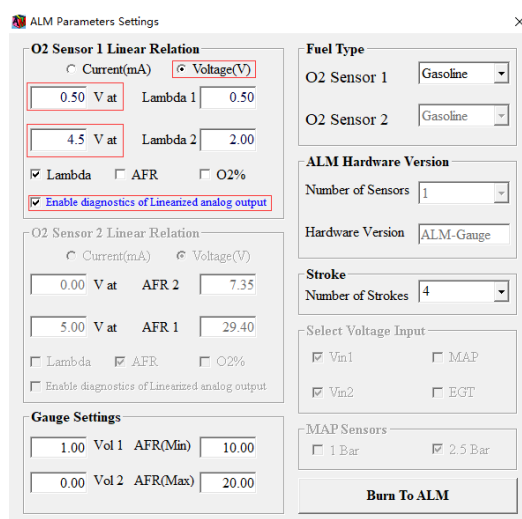 ALM Parameters Settings
O2 Sensor 1 Linear Relation
Current(mA) Voltage(V)
0.50 V at Lambda 1 0.50
4.5 V at Lambda 2 2.00
Lambda AFR O2%
Enable diagnostics of Linearized analog output
O2 Sensor 2 Linear Relation
Current(mA) Voltage(V)
0.00 V at AFR 2 7.35
5.00 V at AFR 1 29.40
Lambda AFR O2%
Enable diagnostics of Linearized analog output
Gauge Settings
1.00 Vol 1 AFR(Min) 10.00
0.00 Vol 2 AFR(Max) 20.00
Fuel Type
O2 Sensor 1 Gasoline
O2 Sensor 2 Gasoline
ALM Hardware Version
Number of Sensors 1
Hardware Version ALM-Gauge
Stroke
Number of Strokes 4
Select Voltage Input
Vin1 MAP
Vin2 EGT
MAP Sensors
1 Bar 2.5 Bar
Burn To ALM